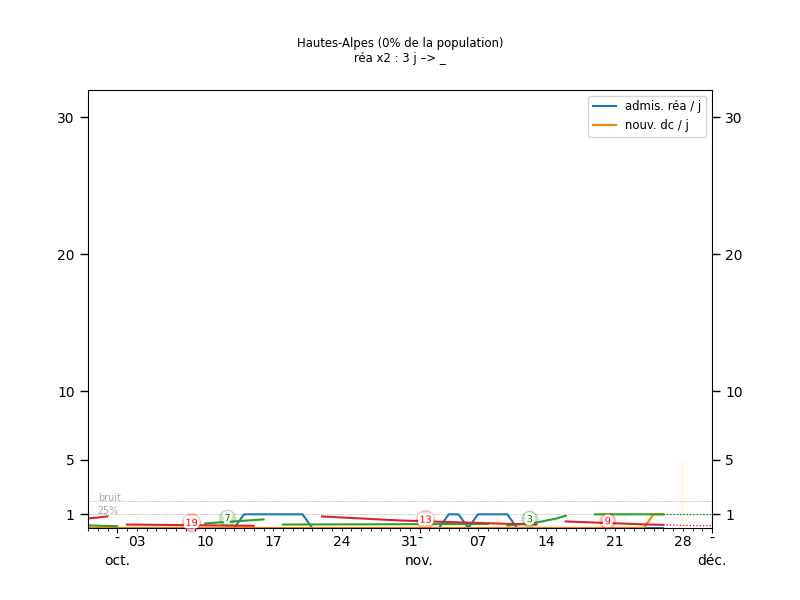 Hautes-Alpes (0% de la population)
réa x2 : 3 j –> _
admis. réa / j
nouv. dc / j
30 30
20 20
10 10
5 5
bruit
25%
1 1
19 7 13 3 9
03 10 17 24 31 07 14 21 28
oct. nov. déc.